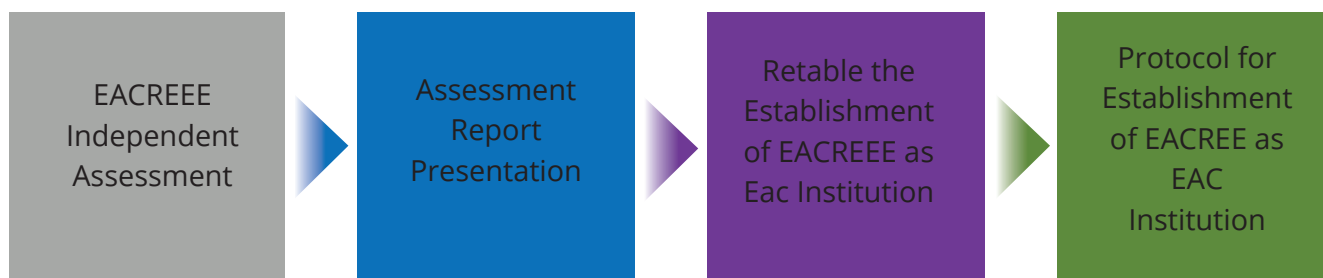 EACREEE
Independent
Assessment
Assessment
Report
Presentation
Retable the
Establishment
of EACREEE as
Eac Institution
Protocol for
Establishment
of EACREE as
EAC
Institution